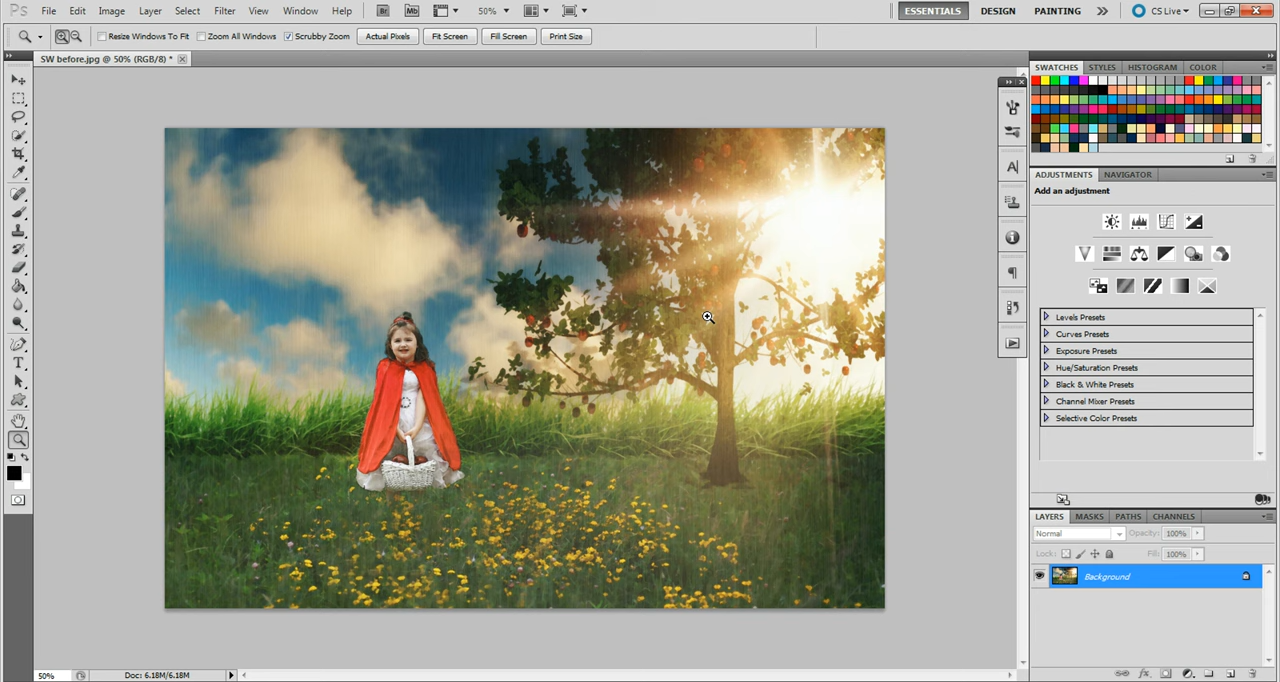 Ps File Edit Image Layer Select Filter View Window Help Br Mb 50% ESSENTIALS DESIGN PAINTING CS Live
Resize Windows To Fit Zoom All Windows Scrubby Zoom Actual Pixels Fit Screen Fill Screen Print Size
SW before.jpg @ 50% (RGB/8) *
SWATCHES STYLES HISTOGRAM COLOR
ADJUSTMENTS NAVIGATOR
Add an adjustment
Levels Presets
Curves Presets
Exposure Presets
Hue/Saturation Presets
Black & White Presets
Channel Mixer Presets
Selective Color Presets
LAYERS MASKS PATHS CHANNELS
Normal Opacity: 100%
Lock: Fill: 100%
Background
50% Doc: 6.18M/6.18M